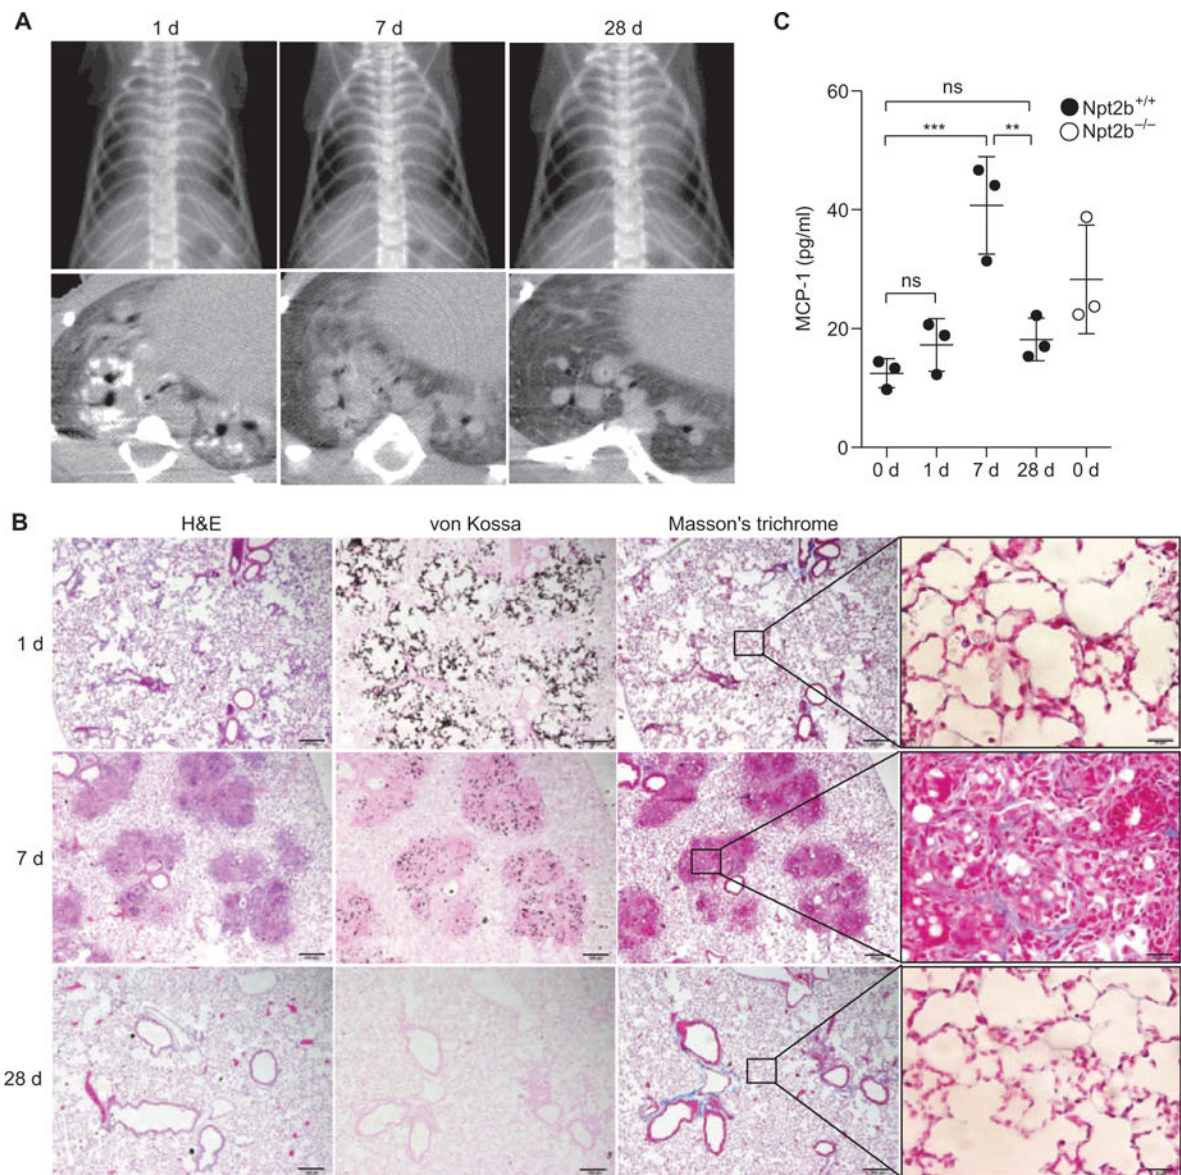 A
1 d 7 d 28 d
C
60
40
20
0
MCP-1 (pg/ml)
ns
***
**
ns
Npt2b+/+
Npt2b−/−
0 d 1 d 7 d 28 d 0 d
B
H&E von Kossa Masson's trichrome
1 d
7 d
28 d